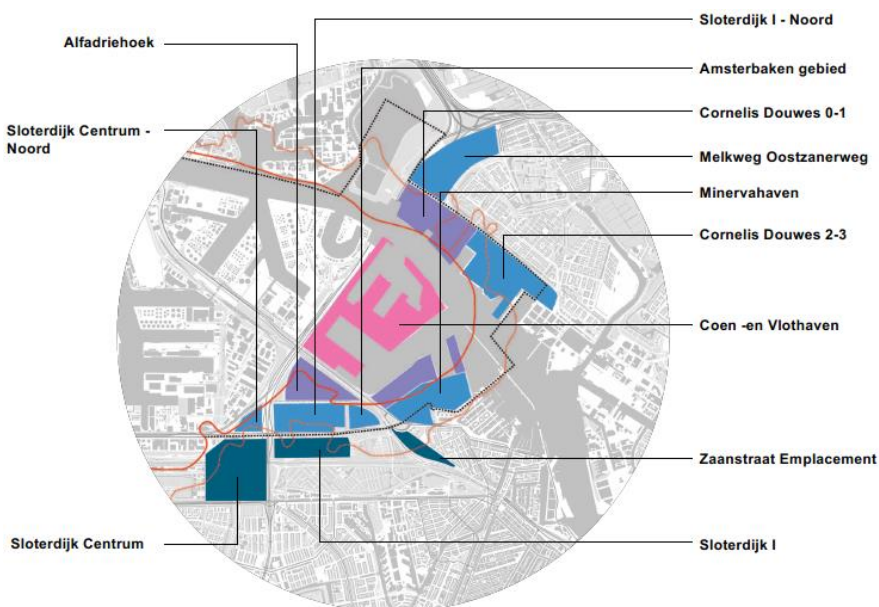 Sloterdijk I - Noord
Alfadriehoek
Amsterbaken gebied
Cornelis Douwes 0-1
Sloterdijk Centrum -
Noord
Melkweg Oostzanerweg
Minervahaven
Cornelis Douwes 2-3
Coen -en Vlothaven
Zaanstraat Emplacement
Sloterdijk Centrum
Sloterdijk I